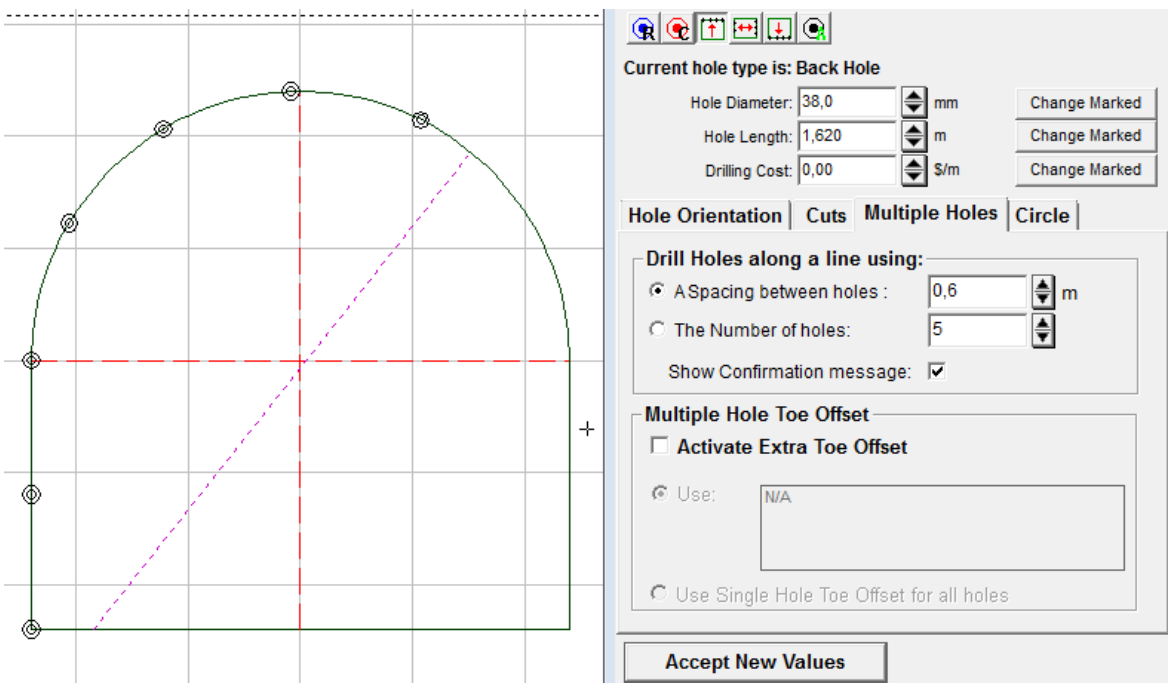 R C A
Current hole type is: Back Hole
Hole Diameter: 38,0 mm Change Marked
Hole Length: 1,620 m Change Marked
Drilling Cost: 0,00 $/m Change Marked
Hole Orientation Cuts Multiple Holes Circle
Drill Holes along a line using:
A Spacing between holes : 0,6 m
The Number of holes: 5
Show Confirmation message:
Multiple Hole Toe Offset
Activate Extra Toe Offset
Use: N/A
Use Single Hole Toe Offset for all holes
Accept New Values